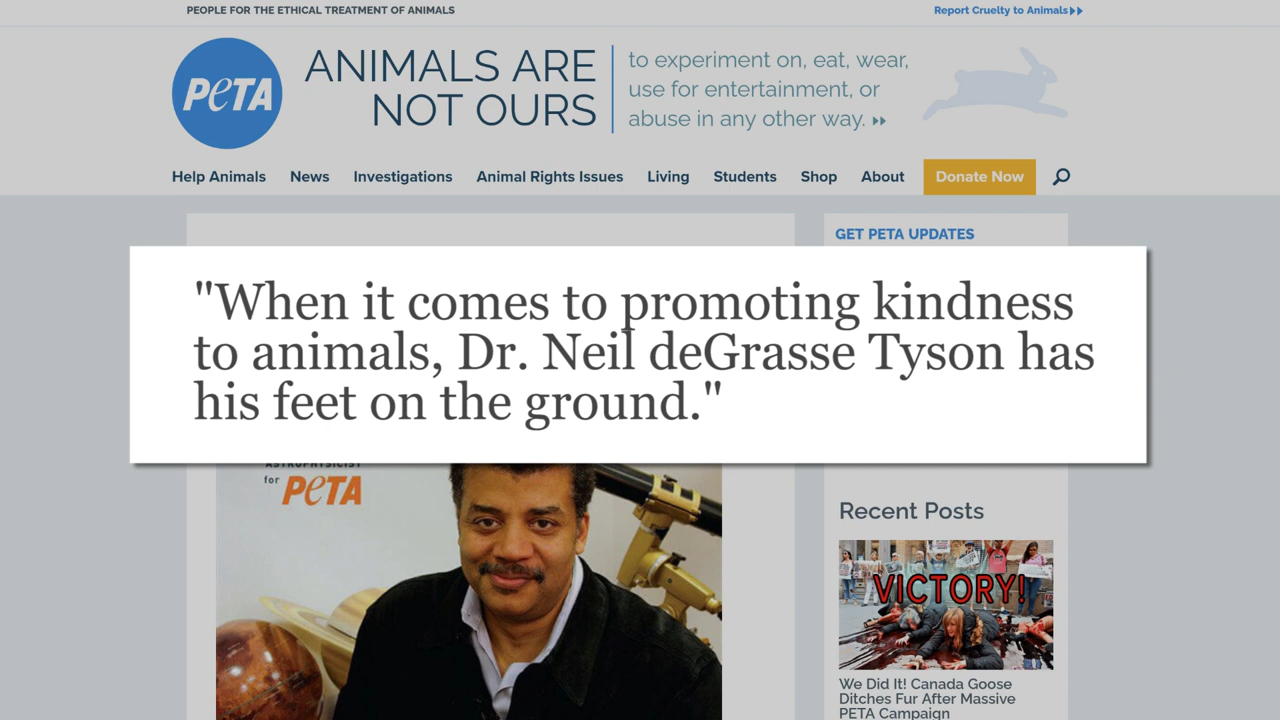 PEOPLE FOR THE ETHICAL TREATMENT OF ANIMALS
Report Cruelty to Animals
PETA
ANIMALS ARE
NOT OURS
to experiment on, eat, wear,
use for entertainment, or
abuse in any other way.
Help Animals News Investigations Animal Rights Issues Living Students Shop About Donate Now
GET PETA UPDATES
"When it comes to promoting kindness
to animals, Dr. Neil deGrasse Tyson has
his feet on the ground."
ASTROPHYSICIST
for PETA
Recent Posts
VICTORY!
We Did It! Canada Goose
Ditches Fur After Massive
PETA Campaign